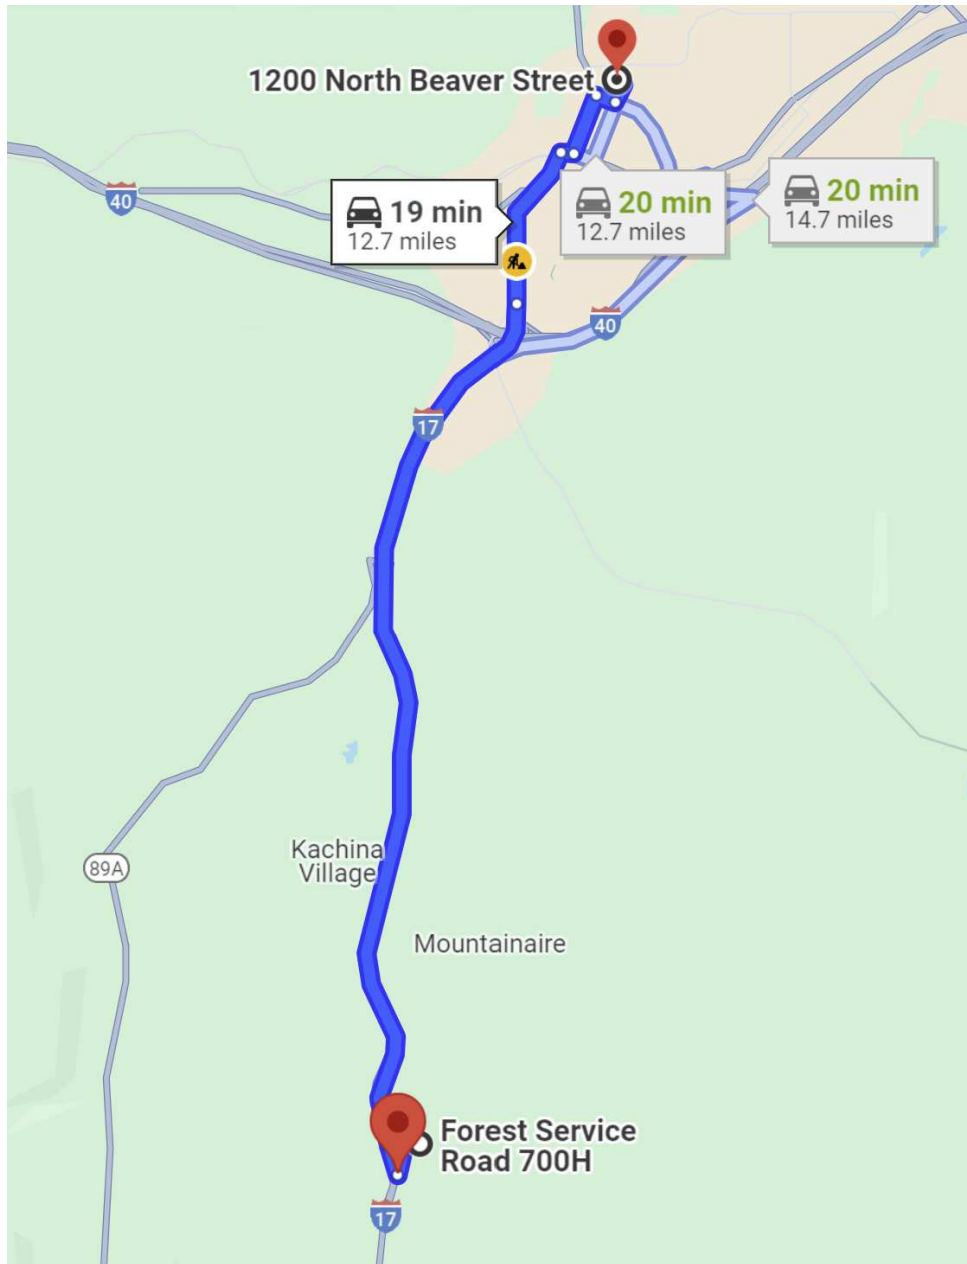 1200 North Beaver Street
40
19 min
12.7 miles
20 min
12.7 miles
20 min
14.7 miles
40
17
Kachina
Village
89A
Mountainaire
Forest Service
Road 700H
17